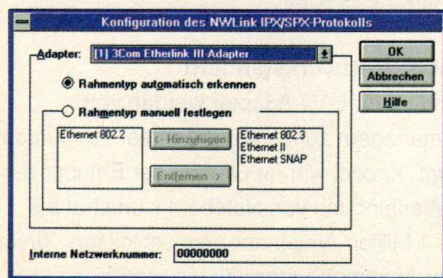 Konfiguration des NWLink IPX/SPX-Protokolls
Adapter: [1] 3Com Etherlink III-Adapter
OK
Abbrechen
Hilfe
Rahmentyp automatisch erkennen
Rahmentyp manuell festlegen
Ethernet 802.2
<- Hinzufügen
Entfernen ->
Ethernet 802.3
Ethernet II
Ethernet SNAP
Interne Netzwerknummer: 00000000